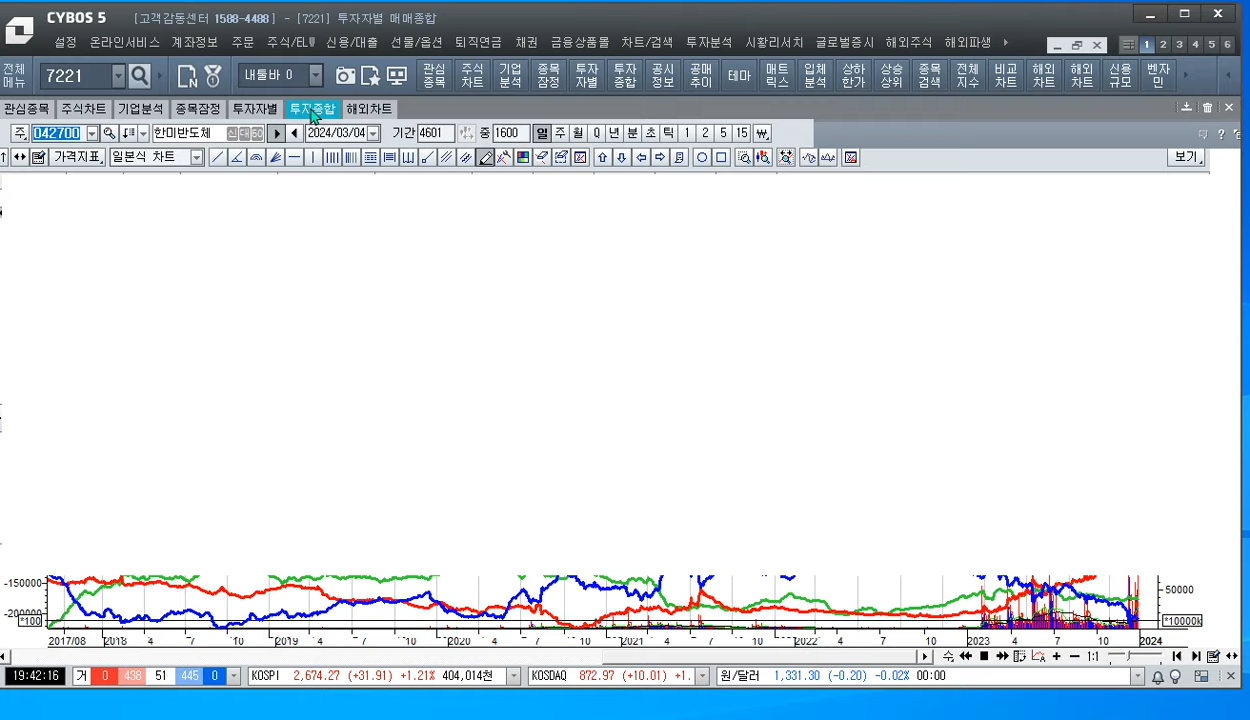 CYBOS 5 [고객감동센터 1588-4488] - [7221] 투자자별 매매종합
설정 온라인서비스 계좌정보 주문 주식/ELW 신용/대출 선물/옵션 퇴직연금 채권 금융상품몰 차트/검색 투자분석 시황리서치 글로벌증시 해외주식 해외파생 1 2 3 4 5 6
전체 메뉴 7221 내툴바 0 관심 종목 주식 차트 기업 분석 종목 잠정 투자 자별 투자 종합 공시 정보 공매 추이 테마 매트 릭스 입체 분석 상하 한가 상승 상위 종목 검색 전체 지수 비교 차트 해외 차트 해외 차트 신용 규모 벤자 민
관심종목 주식차트 기업분석 종목잠정 투자자별 투자종합 해외차트
주 042700 한미반도체 신 대 60 2024/03/04 기간 4601 중 1600 일 주 월 Q 년 분 초 틱 1 2 5 15 ₩
가격지표 일본식 차트 보기
-150000 50000
-200000
*100 *10000k
2017/08 2018 4 7 10 2019 4 7 10 2020 4 7 10 2021 4 7 10 2022 4 7 10 2023 4 7 10 2024
수 1:1
19:42:16 거 0 438 51 445 0 KOSPI 2,674.27 (+31.91) +1.21% 404,014천 KOSDAQ 872.97 (+10.01) +1. 원/달러 1,331.30 (-0.20) -0.02% 00:00